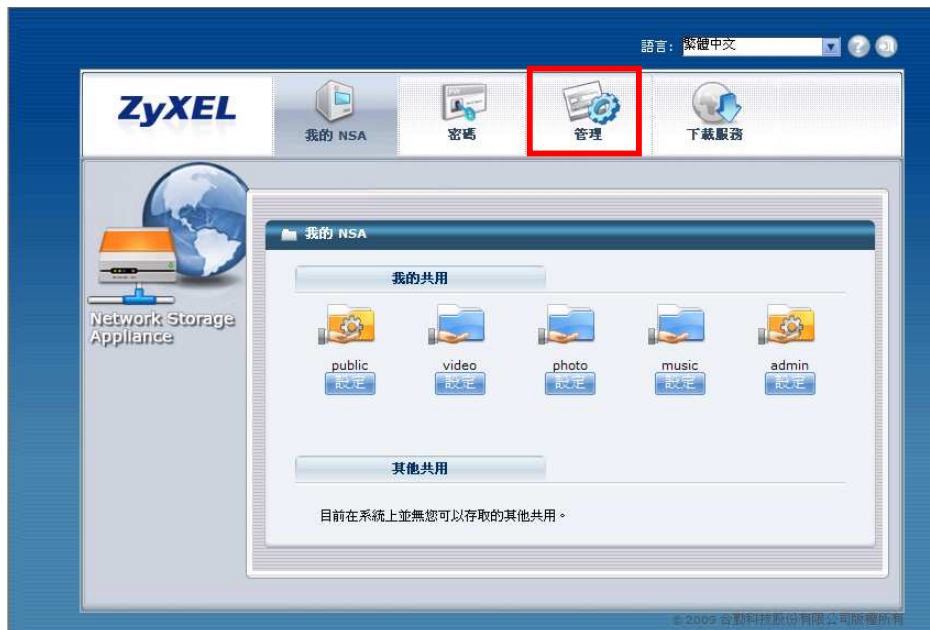 語言: 繁體中文
ZyXEL
我的 NSA
密碼
管理
下載服務
Network Storage
Appliance
我的 NSA
我的共用
public video photo music admin
設定 設定 設定 設定 設定
其他共用
目前在系統上並無您可以存取的其他共用。
© 2009 合勤科技股份有限公司版權所有